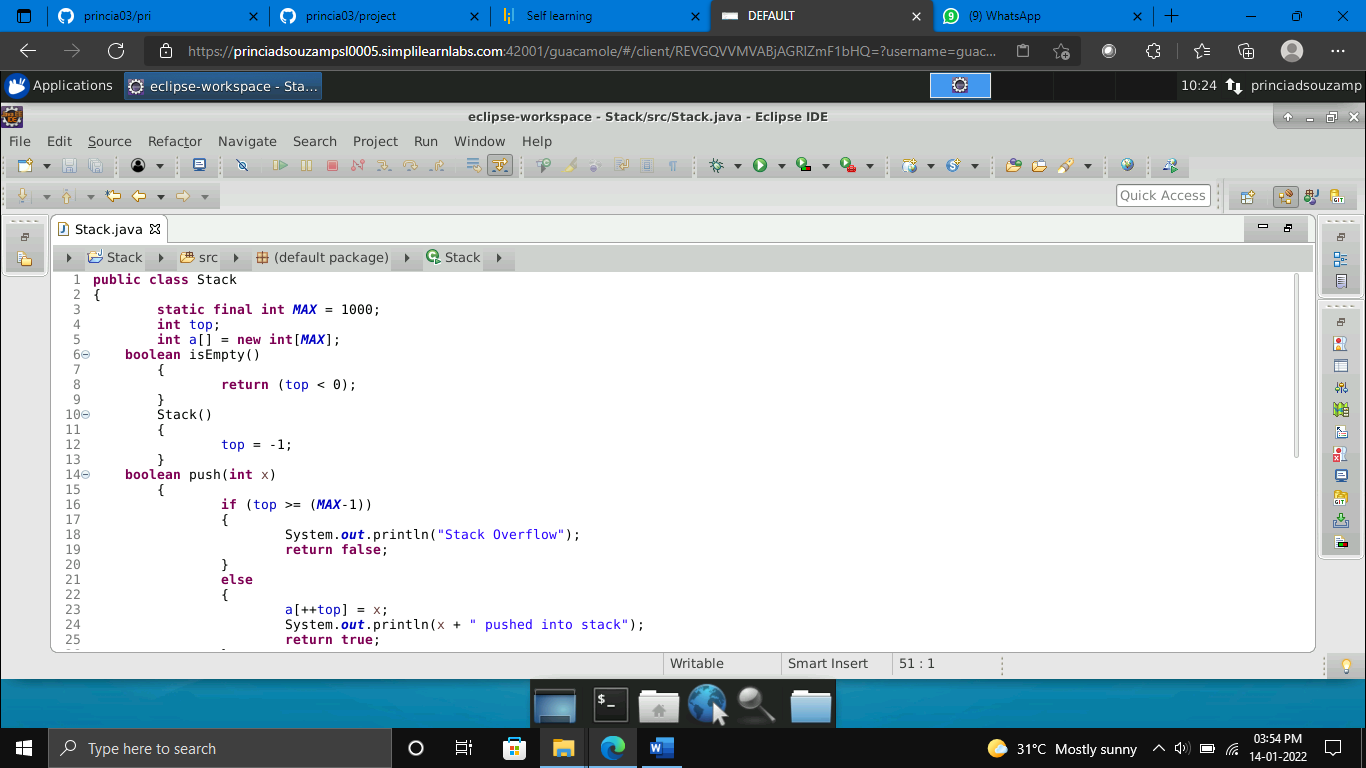 princia03/pri
princia03/project
Self learning
DEFAULT
(9) WhatsApp
https://princiadsouzampsl0005.simplilearnlabs.com:42001/guacamole/#/client/REVGQVVMVABjAGRlZmF1bHQ=?username=guac...
Applications
eclipse-workspace - Sta...
10:24
princiadsouzamp
eclipse-workspace - Stack/src/Stack.java - Eclipse IDE
File Edit Source Refactor Navigate Search Project Run Window Help
Quick Access
Stack.java
Stack src (default package) Stack
1 public class Stack
2 {
3 static final int MAX = 1000;
4 int top;
5 int a[] = new int[MAX];
6 boolean isEmpty()
7 {
8 return (top < 0);
9 }
10 Stack()
11 {
12 top = -1;
13 }
14 boolean push(int x)
15 {
16 if (top >= (MAX-1))
17 {
18 System.out.println("Stack Overflow");
19 return false;
20 }
21 else
22 {
23 a[++top] = x;
24 System.out.println(x + " pushed into stack");
25 return true;
Writable Smart Insert 51 : 1
Type here to search
31°C Mostly sunny
03:54 PM
14-01-2022